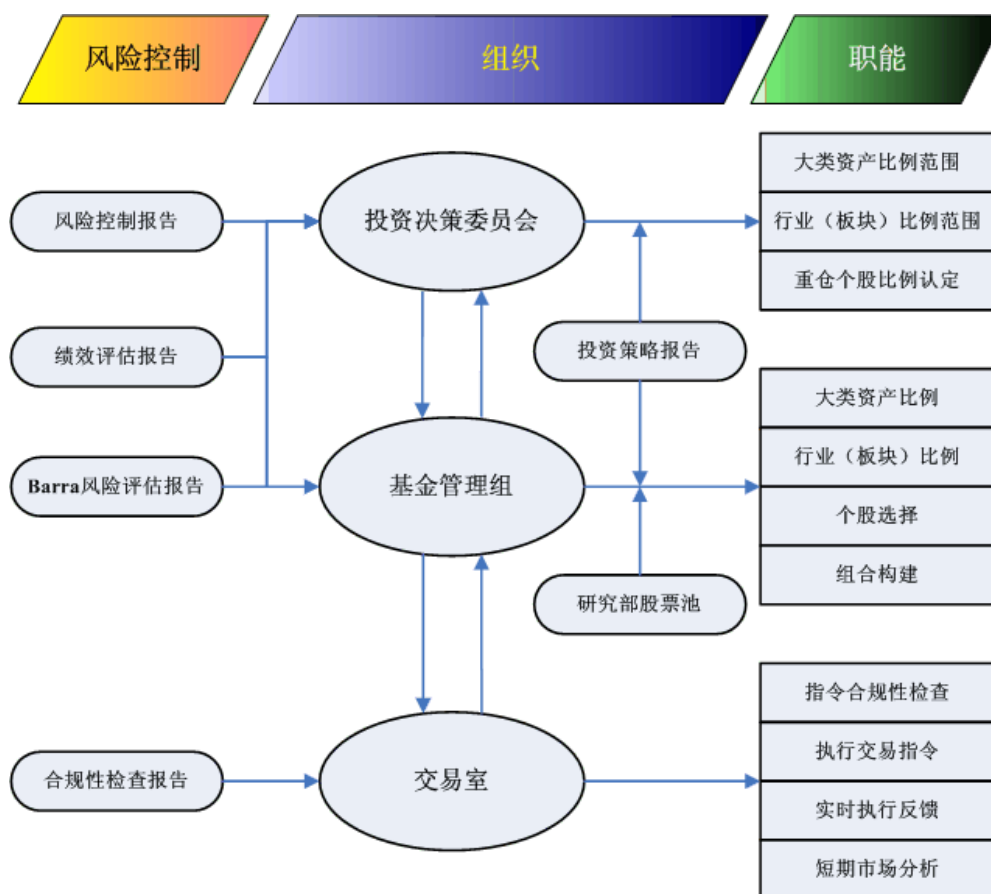 风险控制
组织
职能
风险控制报告
绩效评估报告
Barra风险评估报告
合规性检查报告
投资决策委员会
基金管理组
交易室
投资策略报告
研究部股票池
大类资产比例范围
行业（板块）比例范围
重仓个股比例认定
大类资产比例
行业（板块）比例
个股选择
组合构建
指令合规性检查
执行交易指令
实时执行反馈
短期市场分析